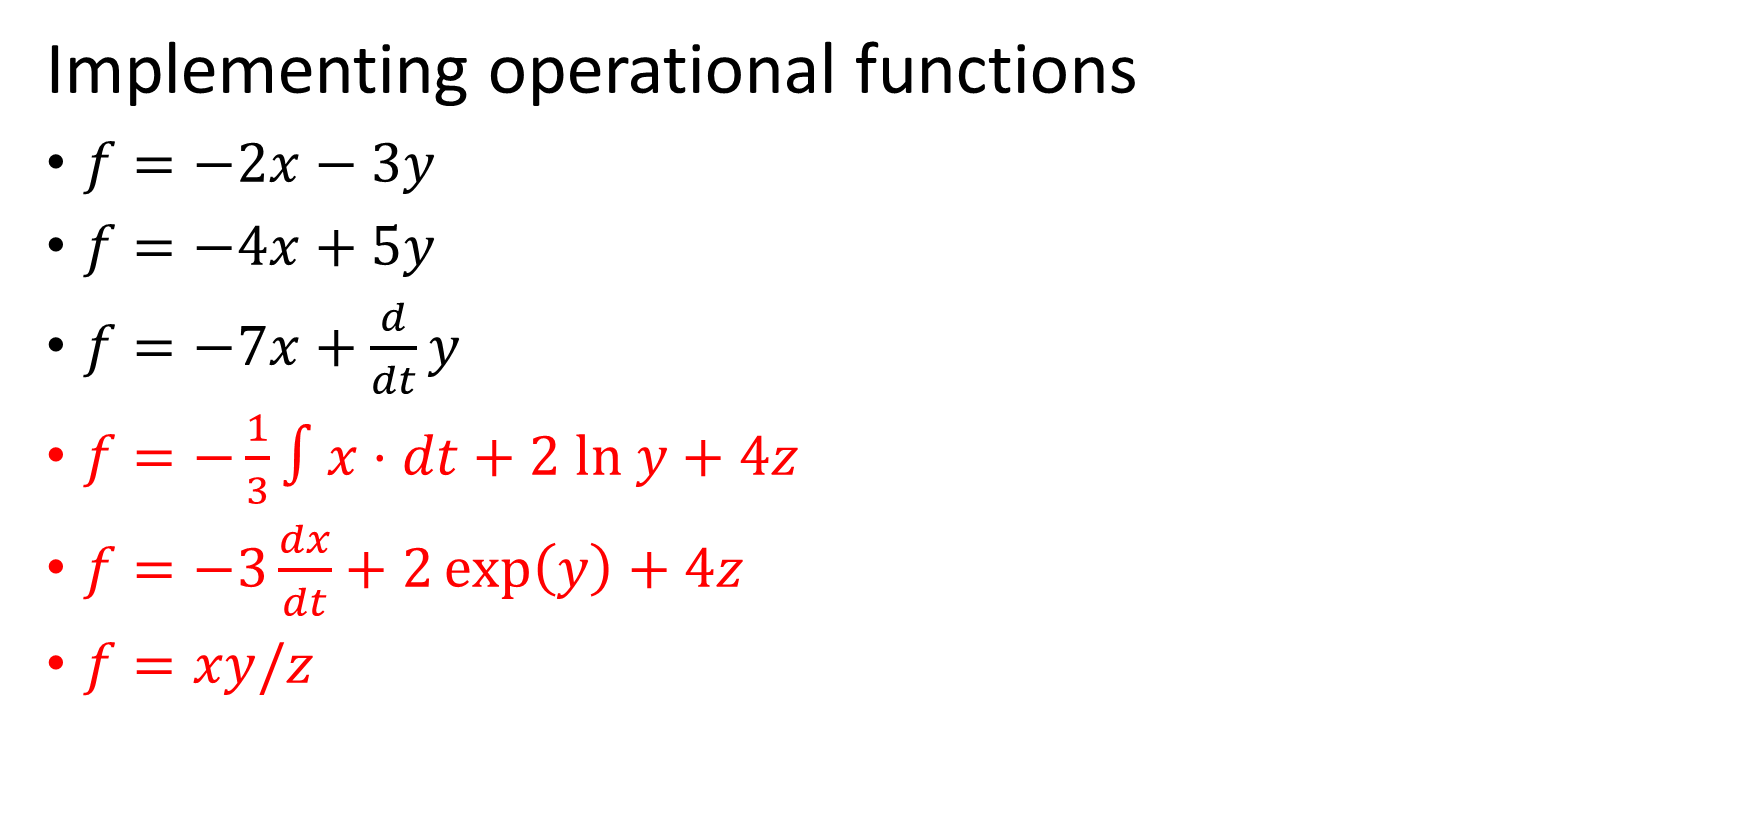 Implementing operational functions
• f = −2x − 3y
• f = −4x + 5y
• f = −7x + d/dt y
• f = −1/3 ∫ x · dt + 2 ln y + 4z
• f = −3 dx/dt + 2 exp(y) + 4z
• f = xy/z